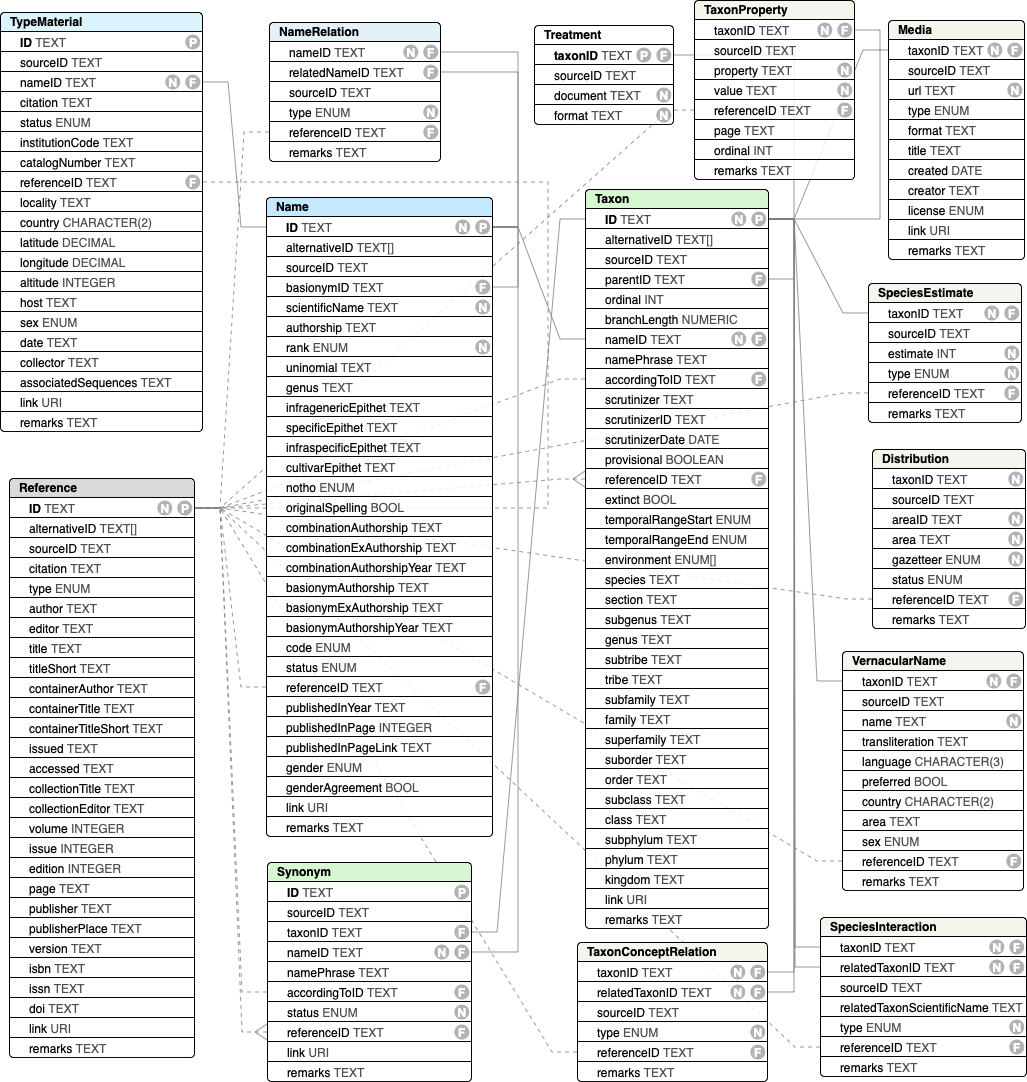 TypeMaterial
ID TEXT P
sourceID TEXT
nameID TEXT N F
citation TEXT
status ENUM
institutionCode TEXT
catalogNumber TEXT
referenceID TEXT F
locality TEXT
country CHARACTER(2)
latitude DECIMAL
longitude DECIMAL
altitude INTEGER
host TEXT
sex ENUM
date TEXT
collector TEXT
associatedSequences TEXT
link URI
remarks TEXT
Reference
ID TEXT N P
alternativeID TEXT[]
sourceID TEXT
citation TEXT
type ENUM
author TEXT
editor TEXT
title TEXT
titleShort TEXT
containerAuthor TEXT
containerTitle TEXT
containerTitleShort TEXT
issued TEXT
accessed TEXT
collectionTitle TEXT
collectionEditor TEXT
volume INTEGER
issue INTEGER
edition INTEGER
page TEXT
publisher TEXT
publisherPlace TEXT
version TEXT
isbn TEXT
issn TEXT
doi TEXT
link URI
remarks TEXT
NameRelation
nameID TEXT N F
relatedNameID TEXT F
sourceID TEXT
type ENUM N
referenceID TEXT F
remarks TEXT
Name
ID TEXT N P
alternativeID TEXT[]
sourceID TEXT
basionymID TEXT F
scientificName TEXT N
authorship TEXT
rank ENUM N
uninomial TEXT
genus TEXT
infragenericEpithet TEXT
specificEpithet TEXT
infraspecificEpithet TEXT
cultivarEpithet TEXT
notho ENUM
originalSpelling BOOL
combinationAuthorship TEXT
combinationExAuthorship TEXT
combinationAuthorshipYear TEXT
basionymAuthorship TEXT
basionymExAuthorship TEXT
basionymAuthorshipYear TEXT
code ENUM
status ENUM
referenceID TEXT F
publishedInYear TEXT
publishedInPage INTEGER
publishedInPageLink TEXT
gender ENUM
genderAgreement BOOL
link URI
remarks TEXT
Synonym
ID TEXT P
sourceID TEXT
taxonID TEXT F
nameID TEXT N F
namePhrase TEXT
accordingToID TEXT F
status ENUM N
referenceID TEXT F
link URI
remarks TEXT
Treatment
taxonID TEXT P F
sourceID TEXT
document TEXT N
format TEXT N
Taxon
ID TEXT N P
alternativeID TEXT[]
sourceID TEXT
parentID TEXT F
ordinal INT
branchLength NUMERIC
nameID TEXT N F
namePhrase TEXT
accordingToID TEXT F
scrutinizer TEXT
scrutinizerID TEXT
scrutinizerDate DATE
provisional BOOLEAN
referenceID TEXT F
extinct BOOL
temporalRangeStart ENUM
temporalRangeEnd ENUM
environment ENUM[]
species TEXT
section TEXT
subgenus TEXT
genus TEXT
subtribe TEXT
tribe TEXT
subfamily TEXT
family TEXT
superfamily TEXT
suborder TEXT
order TEXT
subclass TEXT
class TEXT
subphylum TEXT
phylum TEXT
kingdom TEXT
link URI
remarks TEXT
TaxonConceptRelation
taxonID TEXT N F
relatedTaxonID TEXT N F
sourceID TEXT
type ENUM N
referenceID TEXT F
remarks TEXT
TaxonProperty
taxonID TEXT N F
sourceID TEXT
property TEXT N
value TEXT N
referenceID TEXT F
page TEXT
ordinal INT
remarks TEXT
Media
taxonID TEXT N F
sourceID TEXT
url TEXT N
type ENUM
format TEXT
title TEXT
created DATE
creator TEXT
license ENUM
link URI
remarks TEXT
SpeciesEstimate
taxonID TEXT N F
sourceID TEXT
estimate INT N
type ENUM N
referenceID TEXT F
remarks TEXT
Distribution
taxonID TEXT N
sourceID TEXT
areaID TEXT N
area TEXT N
gazetteer ENUM N
status ENUM
referenceID TEXT F
remarks TEXT
VernacularName
taxonID TEXT N F
sourceID TEXT
name TEXT N
transliteration TEXT
language CHARACTER(3)
preferred BOOL
country CHARACTER(2)
area TEXT
sex ENUM
referenceID TEXT F
remarks TEXT
SpeciesInteraction
taxonID TEXT N F
relatedTaxonID TEXT N F
sourceID TEXT
relatedTaxonScientificName TEXT
type ENUM N
referenceID TEXT F
remarks TEXT